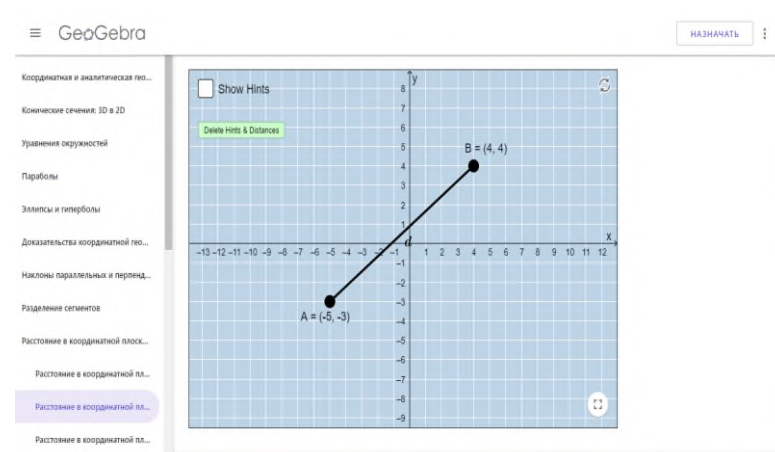 GeoGebra
НАЗНАЧАТЬ
Координатная и аналитическая гео...
Конические сечения: 3D в 2D
Уравнения окружностей
Параболы
Эллипсы и гиперболы
Доказательства координатной гео...
Наклоны параллельных и перпенд...
Разделение сегментов
Расстояние в координатной плоск...
Расстояние в координатной пл...
Расстояние в координатной пл...
Расстояние в координатной пл...
Show Hints
Delete Hints & Distances
y
8
7
6
5
4
3
2
1
B = (4, 4)
d
x
–13 –12 –11 –10 –9 –8 –7 –6 –5 –4 –3 –2 –1 1 2 3 4 5 6 7 8 9 10 11 12
–1
–2
–3
–4
–5
–6
–7
–8
–9
A = (-5, -3)